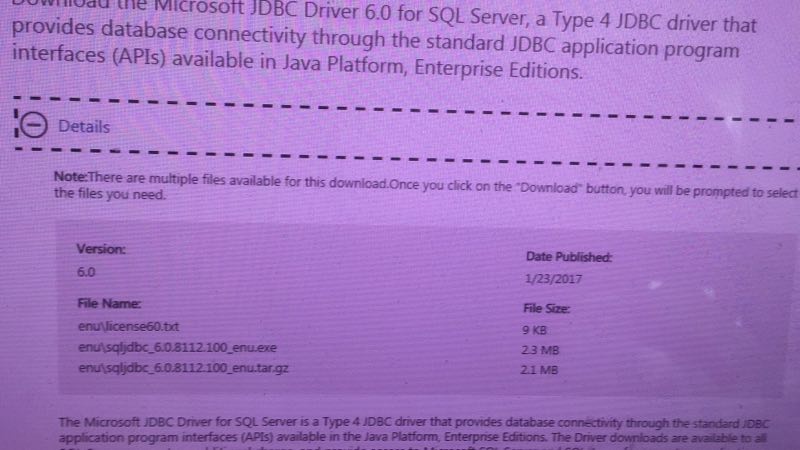 Download the Microsoft JDBC Driver 6.0 for SQL Server, a Type 4 JDBC driver that
provides database connectivity through the standard JDBC application program
interfaces (APIs) available in Java Platform, Enterprise Editions.
Details
Note:There are multiple files available for this download.Once you click on the "Download" button, you will be prompted to select
the files you need.
Version:
6.0
Date Published:
1/23/2017
File Name:
enu\license60.txt
enu\sqljdbc_6.0.8112.100_enu.exe
enu\sqljdbc_6.0.8112.100_enu.tar.gz
File Size:
9 KB
2.3 MB
2.1 MB
The Microsoft JDBC Driver for SQL Server is a Type 4 JDBC driver that provides database connectivity through the standard JDBC
application program interfaces (APIs) available in the Java Platform, Enterprise Editions. The Driver downloads are available to all